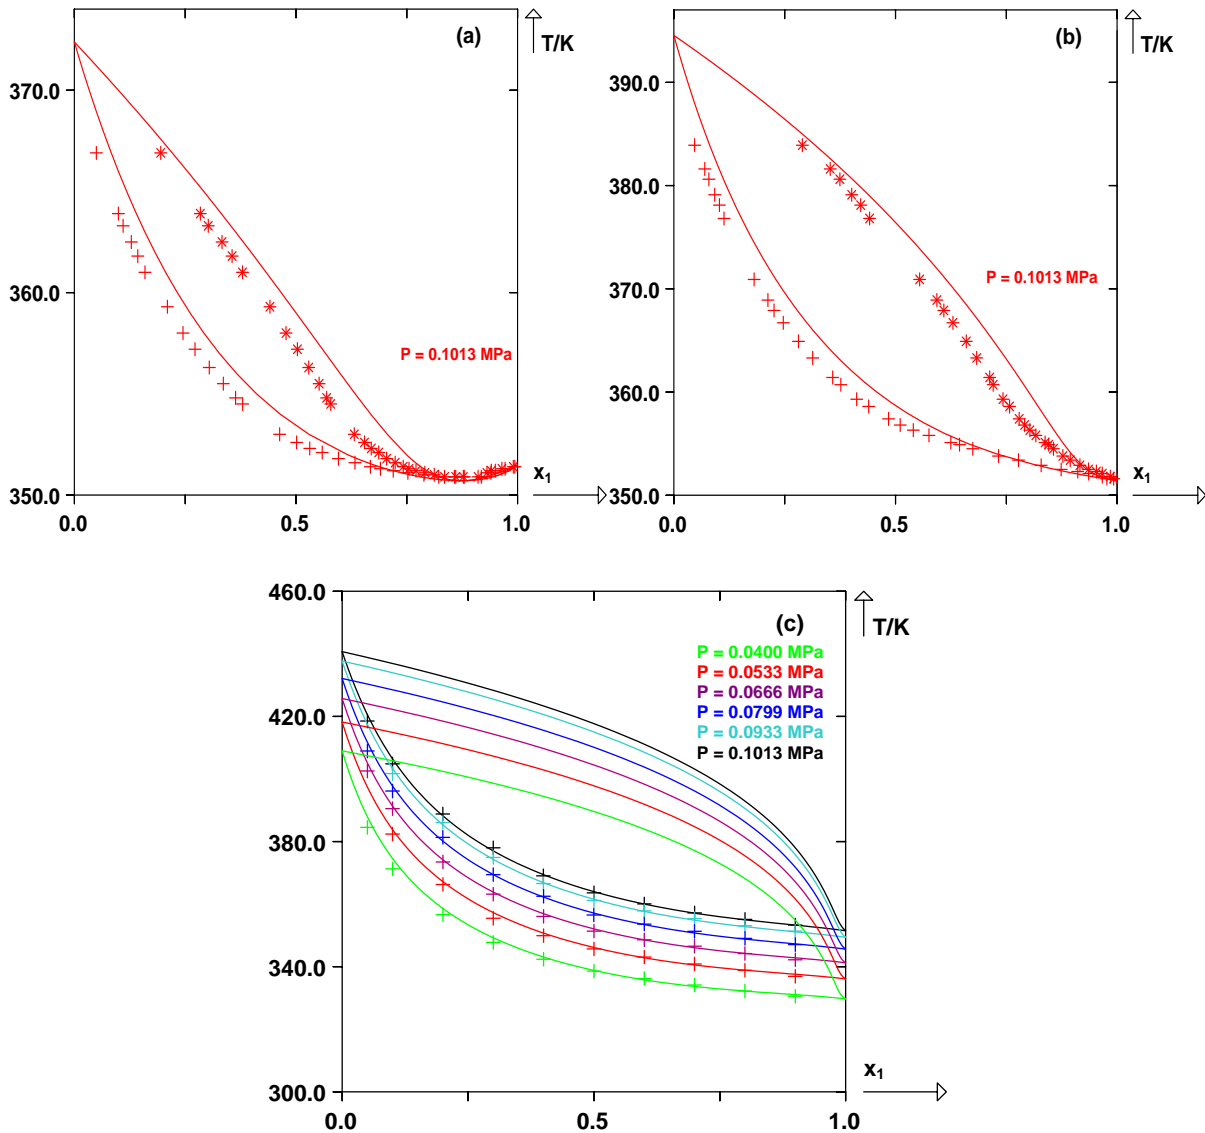 (a)
T/K
370.0
360.0
350.0
P = 0.1013 MPa
x1
0.0
0.5
1.0
(b)
T/K
390.0
380.0
370.0
360.0
350.0
P = 0.1013 MPa
x1
0.0
0.5
1.0
(c)
T/K
460.0
420.0
380.0
340.0
300.0
P = 0.0400 MPa
P = 0.0533 MPa
P = 0.0666 MPa
P = 0.0799 MPa
P = 0.0933 MPa
P = 0.1013 MPa
x1
0.0
0.5
1.0